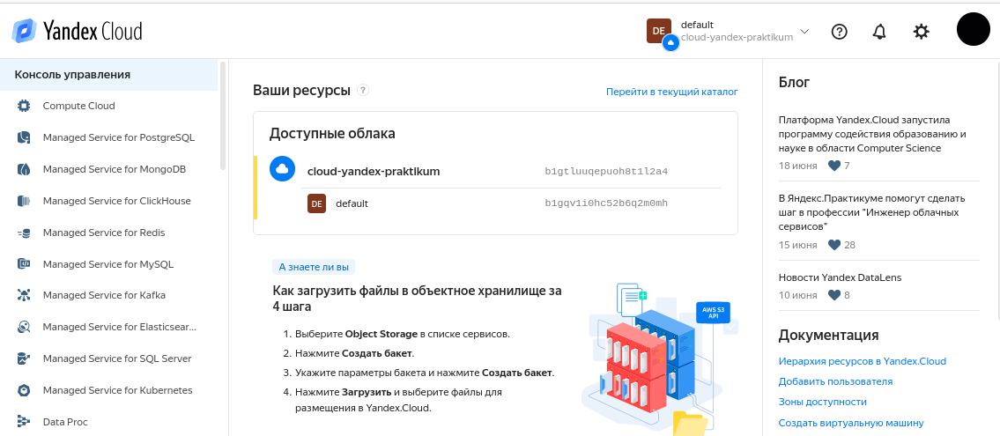 Yandex Cloud
DE
default
cloud-yandex-praktikum
?
Консоль управления
Compute Cloud
Managed Service for PostgreSQL
Managed Service for MongoDB
Managed Service for ClickHouse
Managed Service for Redis
Managed Service for MySQL
Managed Service for Kafka
Managed Service for Elasticsear...
Managed Service for SQL Server
Managed Service for Kubernetes
Data Proc
Ваши ресурсы ?
Перейти в текущий каталог
Доступные облака
cloud-yandex-praktikum b1gtluuqepuoh8t1l2a4
DE default b1gqv1i0hc52b6q2m0mh
А знаете ли вы
Как загрузить файлы в объектное хранилище за
4 шага
1. Выберите Object Storage в списке сервисов.
2. Нажмите Создать бакет.
3. Укажите параметры бакета и нажмите Создать бакет.
4. Нажмите Загрузить и выберите файлы для
размещения в Yandex.Cloud.
AWS S3
API
Блог
Платформа Yandex.Cloud запустила
программу содействия образованию и
науке в области Computer Science
18 июня 7
В Яндекс.Практикуме помогут сделать
шаг в профессии "Инженер облачных
сервисов"
15 июня 28
Новости Yandex DataLens
10 июня 8
Документация
Иерархия ресурсов в Yandex.Cloud
Добавить пользователя
Зоны доступности
Создать виртуальную машину